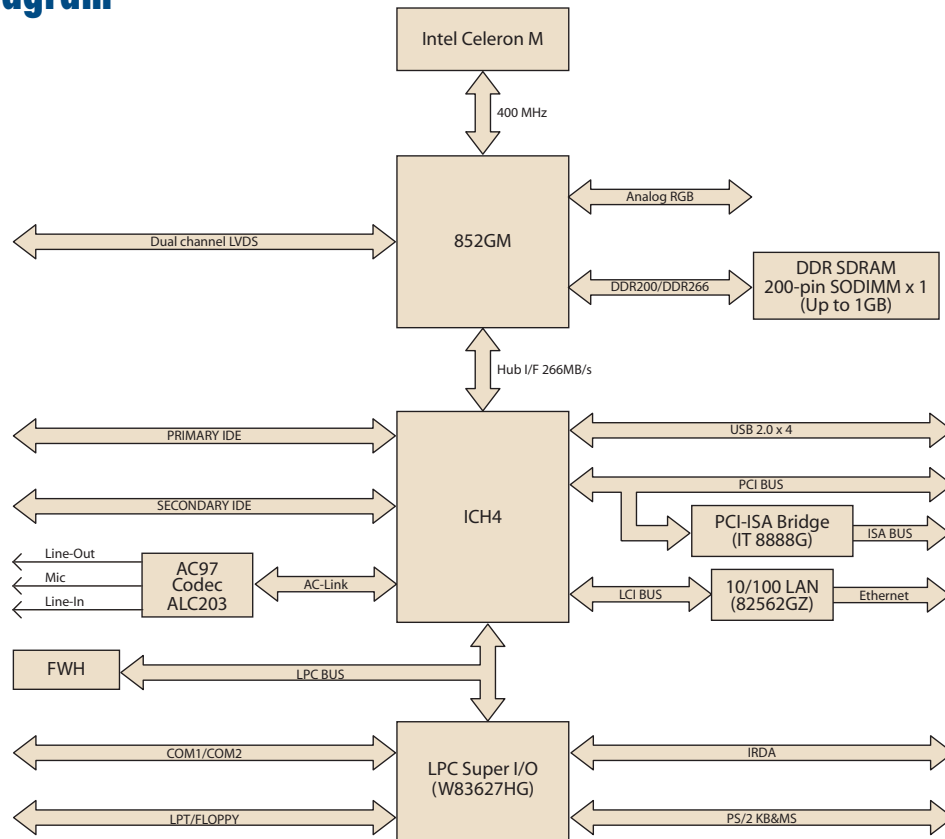 Intel Celeron M
400 MHz
852GM
Analog RGB
Dual channel LVDS
DDR200/DDR266
DDR SDRAM
200-pin SODIMM x 1
(Up to 1GB)
Hub I/F 266MB/s
ICH4
PRIMARY IDE
USB 2.0 x 4
SECONDARY IDE
PCI BUS
PCI-ISA Bridge
(IT 8888G)
ISA BUS
Line-Out
Mic
Line-In
AC97
Codec
ALC203
AC-Link
LCI BUS
10/100 LAN
(82562GZ)
Ethernet
FWH
LPC BUS
COM1/COM2
LPC Super I/O
(W83627HG)
IRDA
LPT/FLOPPY
PS/2 KB&MS